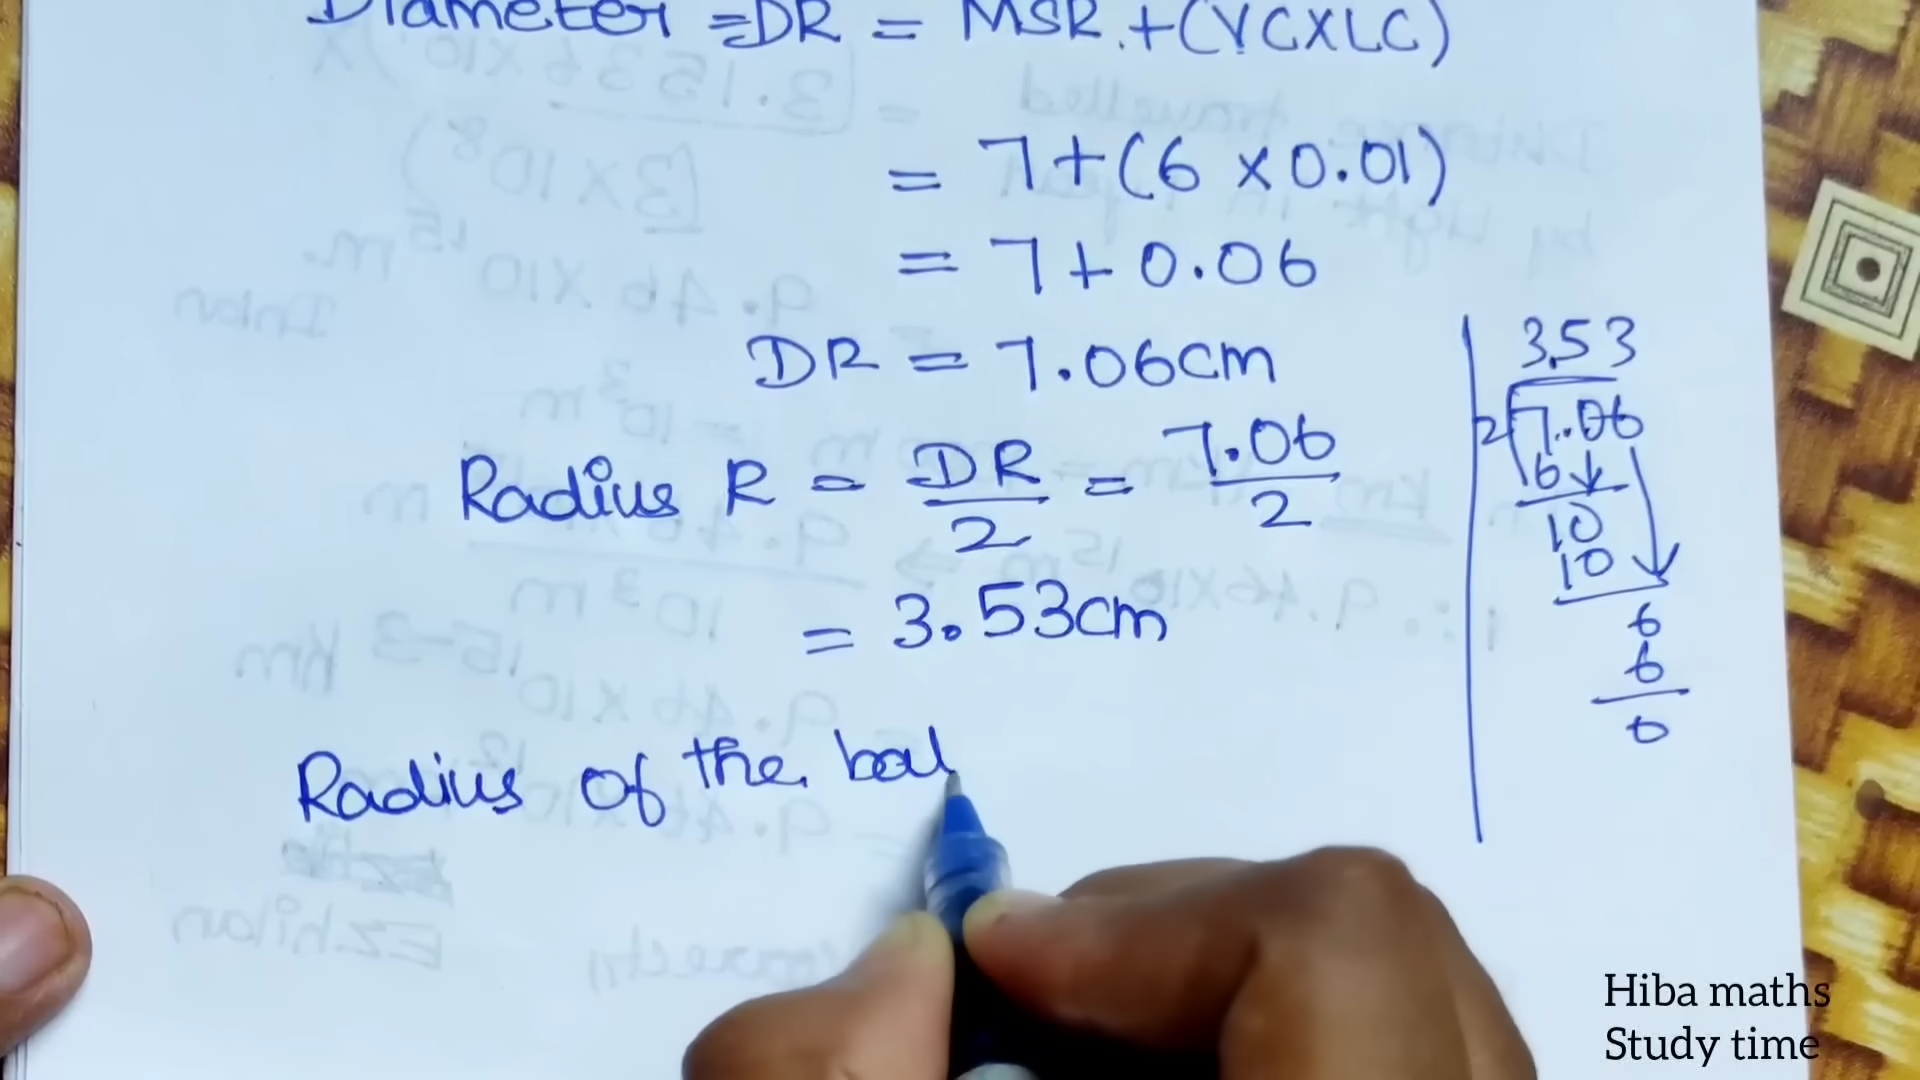 Diameter = DR = MSR + (VC X LC)
= 7 + (6 × 0.01)
= 7 + 0.06
DR = 7.06cm
Radius R = DR/2 = 7.06/2
= 3.53cm
Radius of the bal
3.53
2 7.06
6
10
10
6
6
0
Hiba maths
Study time